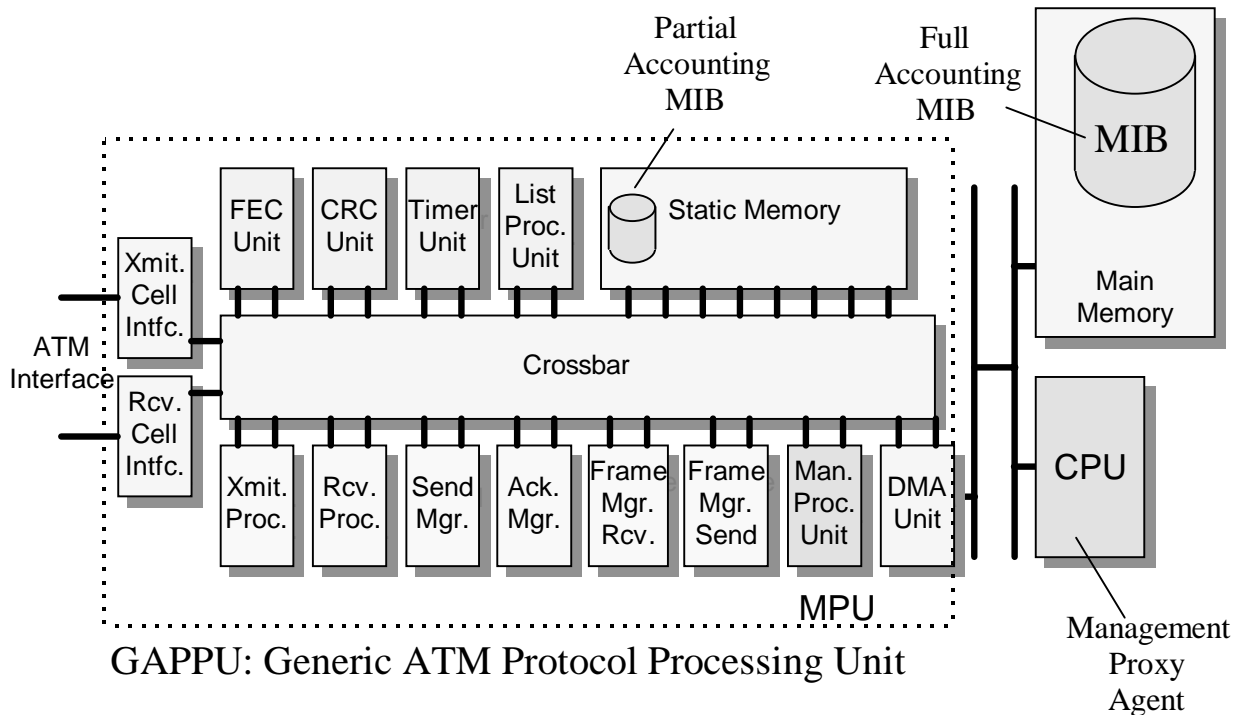 Partial
Accounting
MIB
Full
Accounting
MIB
MIB
Main
Memory
FEC
Unit
CRC
Unit
Timer
Unit
List
Proc.
Unit
Static Memory
Xmit.
Cell
Intfc.
ATM
Interface
Rcv.
Cell
Intfc.
Crossbar
Xmit.
Proc.
Rcv.
Proc.
Send
Mgr.
Ack.
Mgr.
Frame
Mgr.
Rcv.
Frame
Mgr.
Send
Man.
Proc.
Unit
DMA
Unit
CPU
MPU
GAPPU: Generic ATM Protocol Processing Unit
Management
Proxy
Agent